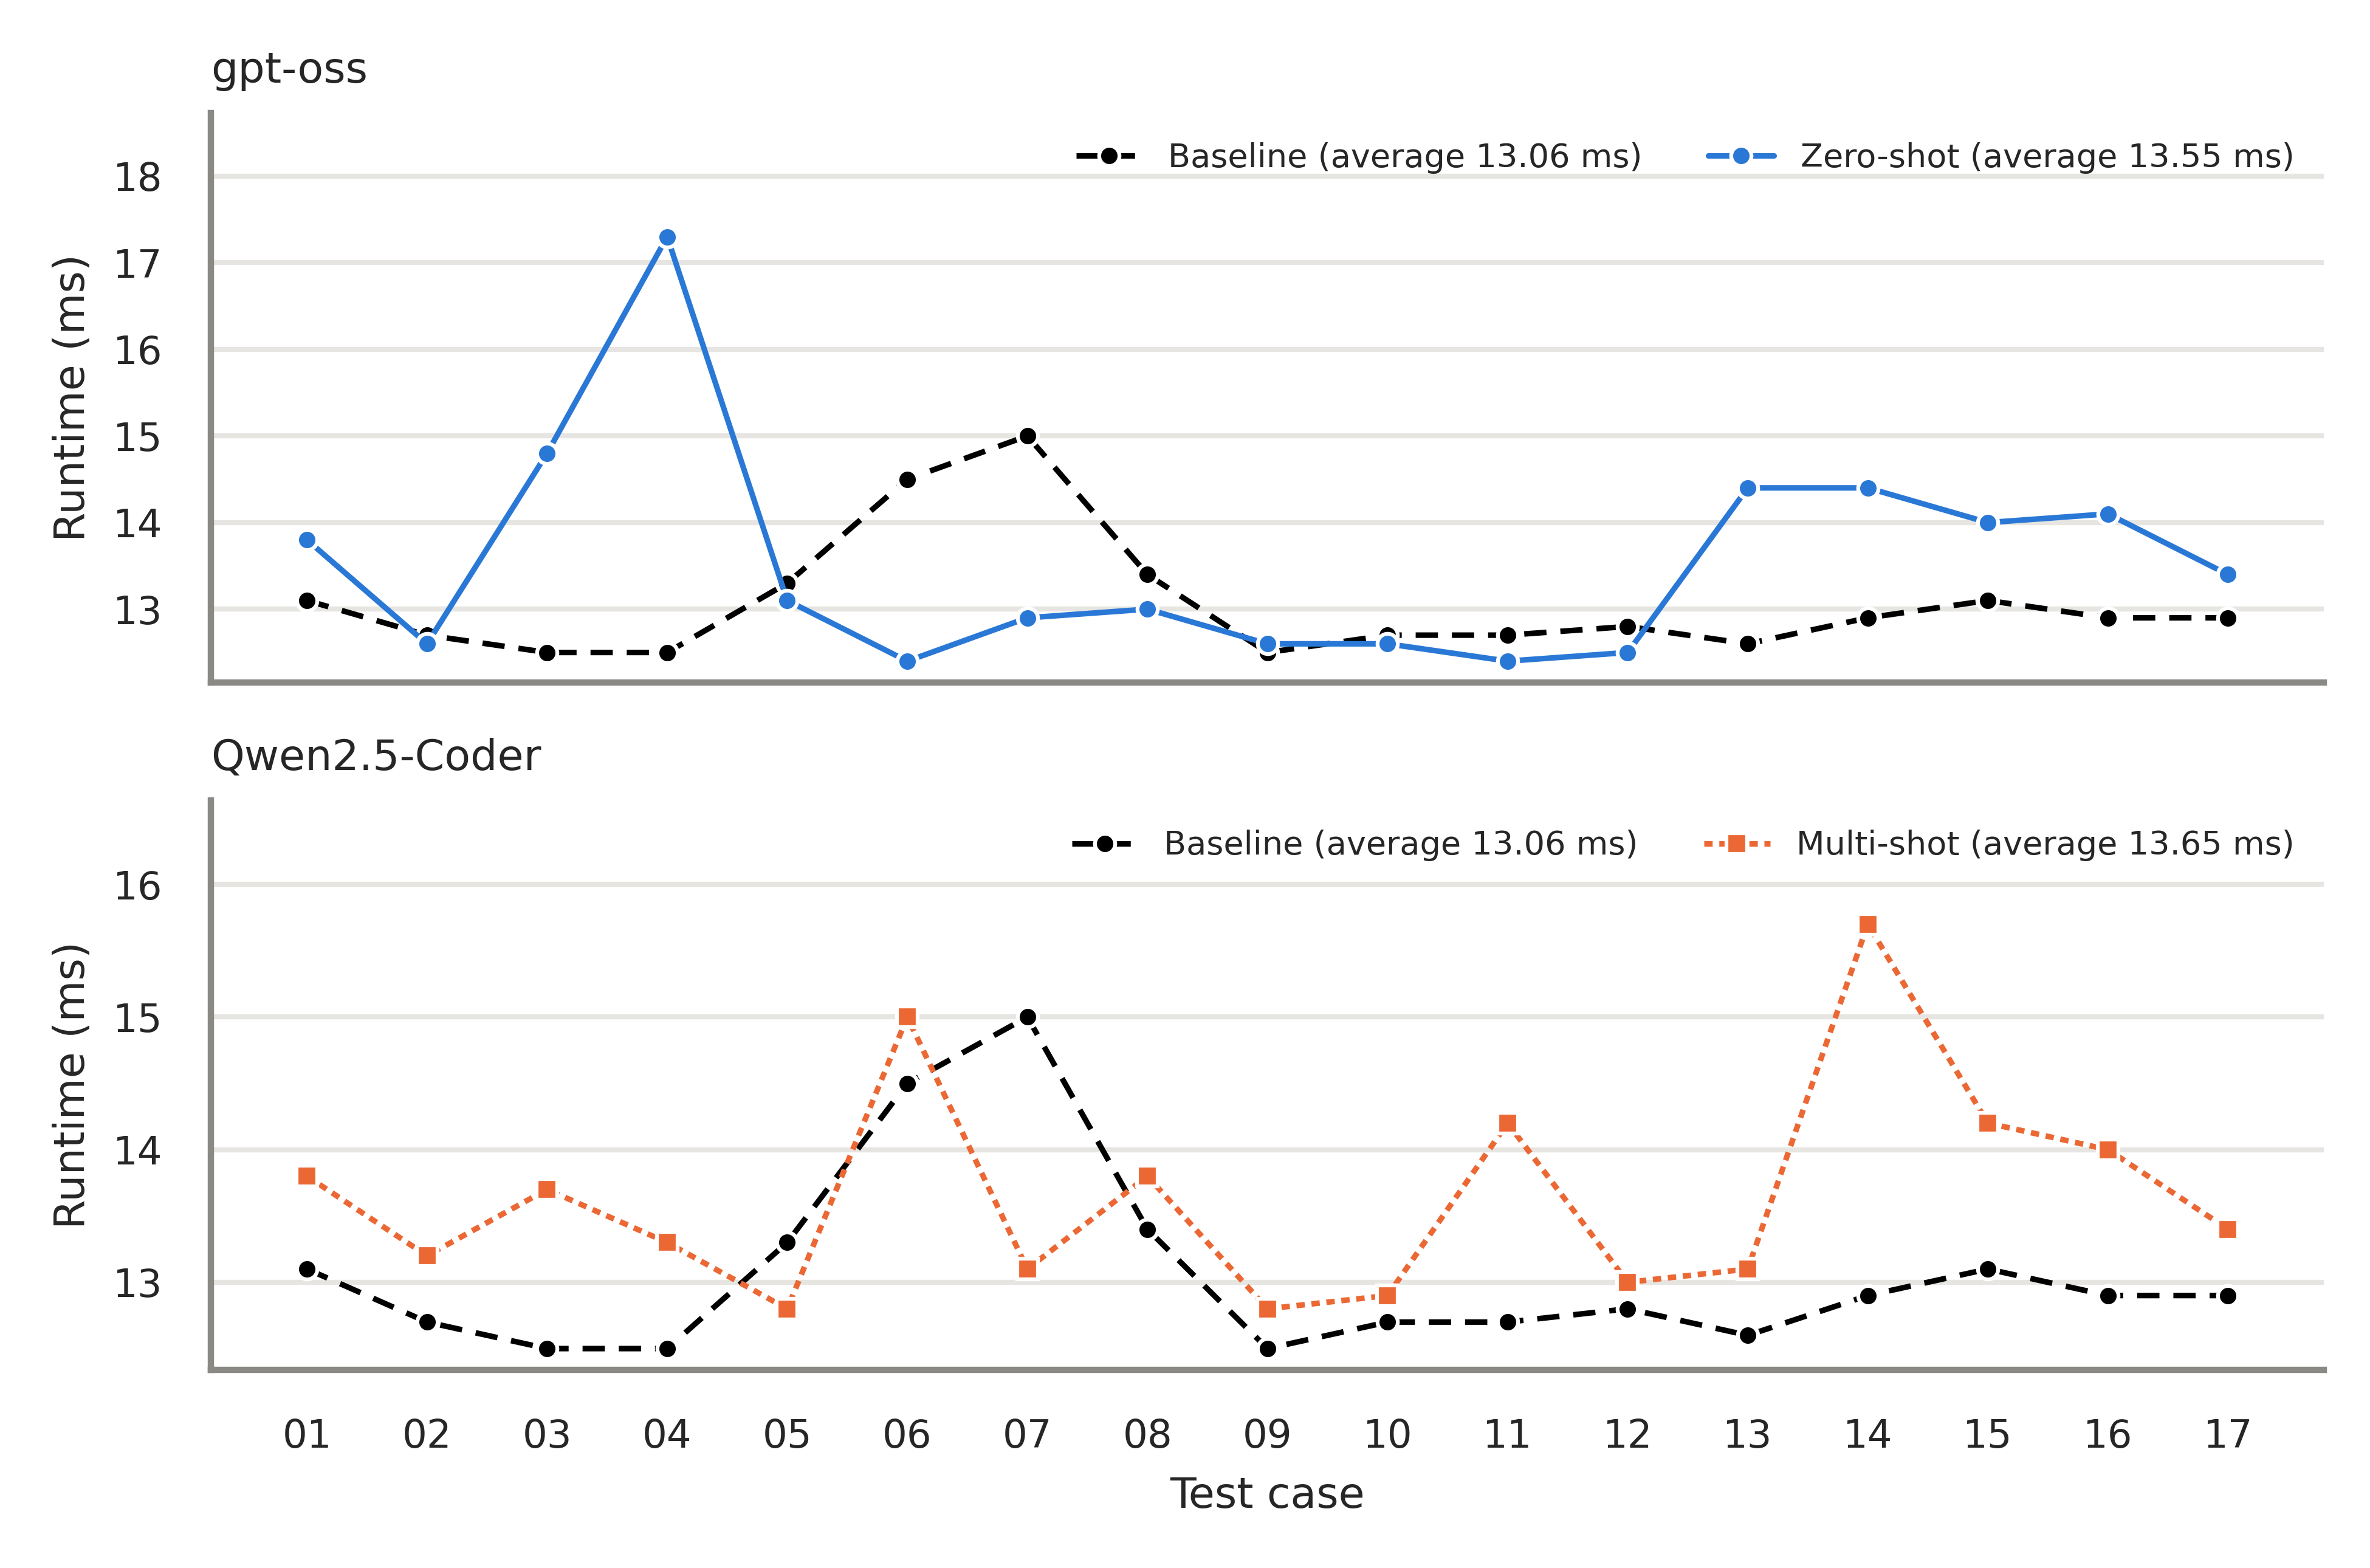 gpt-oss
Baseline (average 13.06 ms) Zero-shot (average 13.55 ms)
Runtime (ms)
18
17
16
15
14
13
Qwen2.5-Coder
Baseline (average 13.06 ms) Multi-shot (average 13.65 ms)
Runtime (ms)
16
15
14
13
01 02 03 04 05 06 07 08 09 10 11 12 13 14 15 16 17
Test case